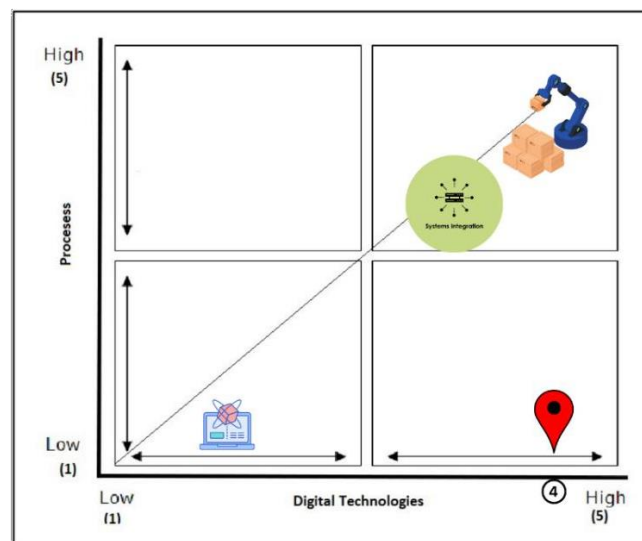 High
(5)
Procesess
Systems Integration
Low
(1)
Low
(1)
Digital Technologies
4
High
(5)